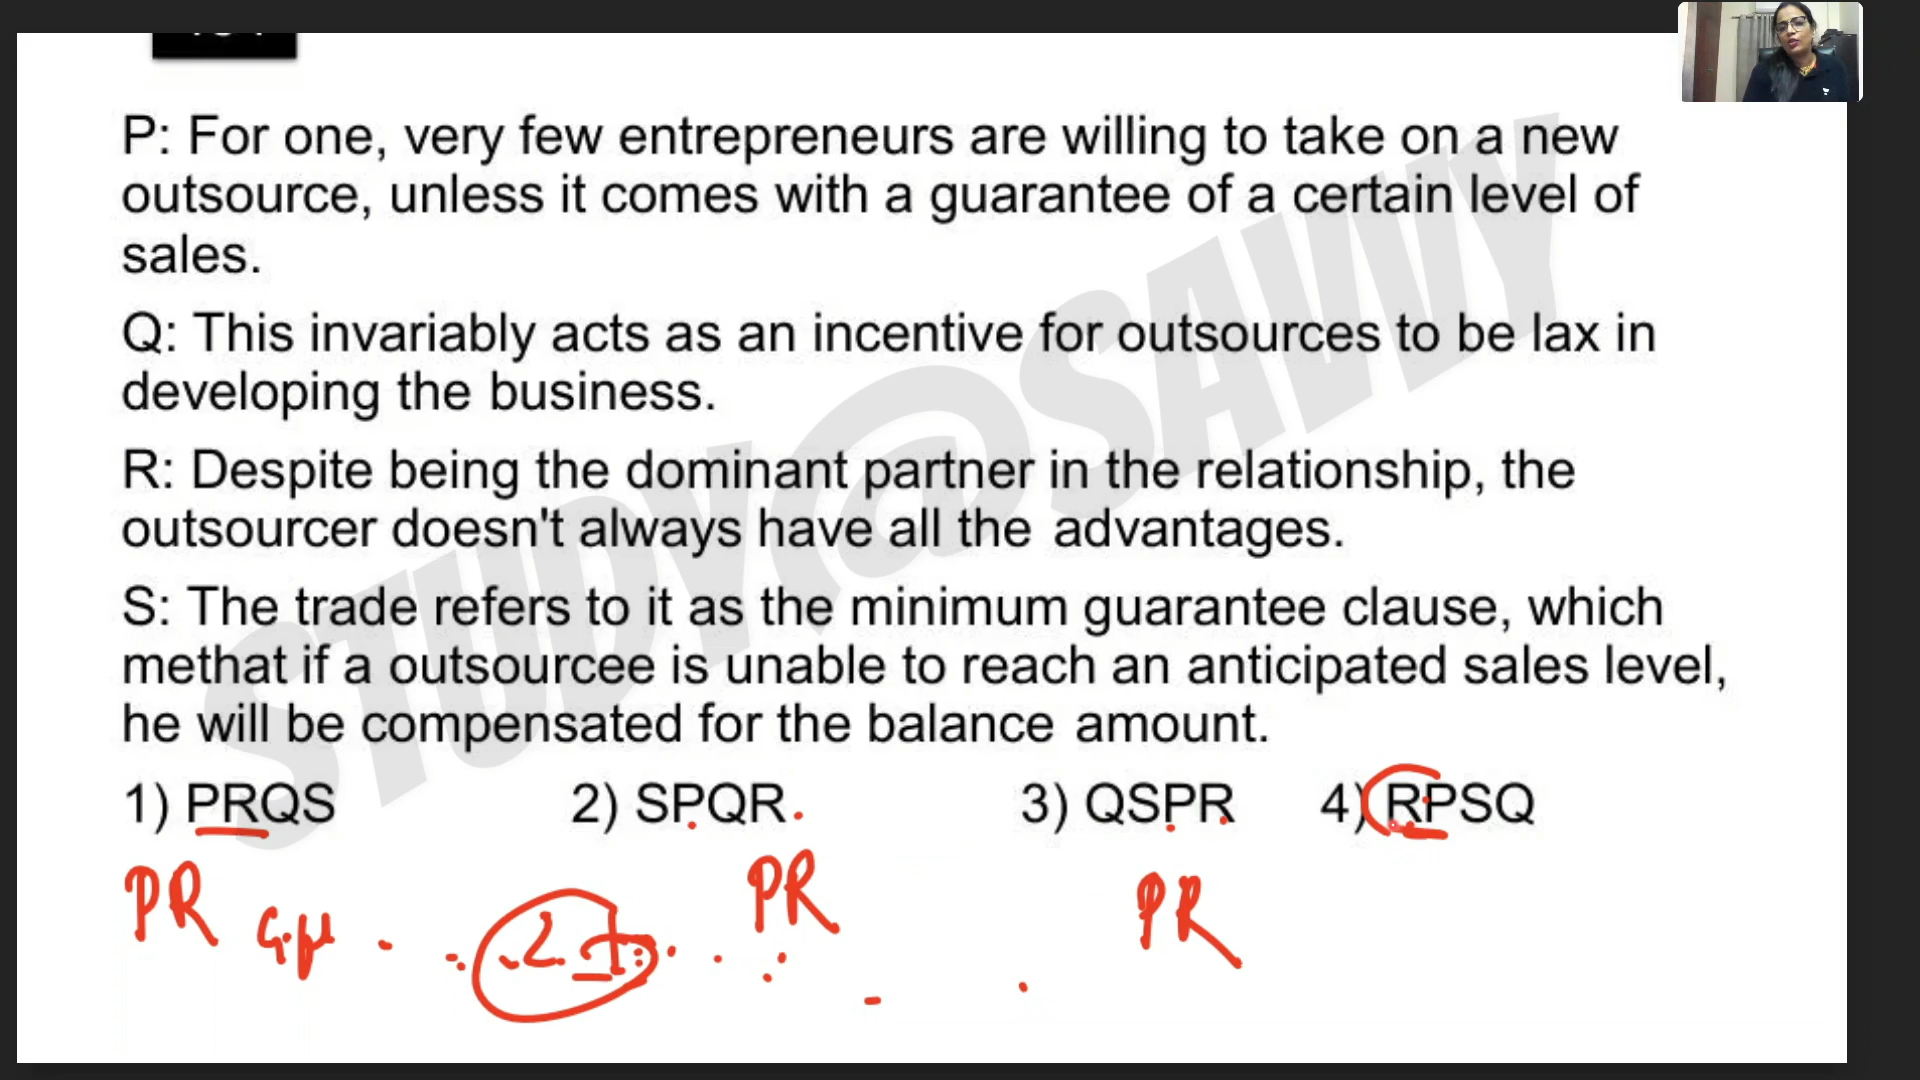 P: For one, very few entrepreneurs are willing to take on a new
outsource, unless it comes with a guarantee of a certain level of
sales.
Q: This invariably acts as an incentive for outsources to be lax in
developing the business.
R: Despite being the dominant partner in the relationship, the
outsourcer doesn't always have all the advantages.
S: The trade refers to it as the minimum guarantee clause, which
methat if a outsourcee is unable to reach an anticipated sales level,
he will be compensated for the balance amount.
1) PRQS 2) SPQR 3) QSPR 4) RPSQ
PR PR PR
STUDY@SAVVY